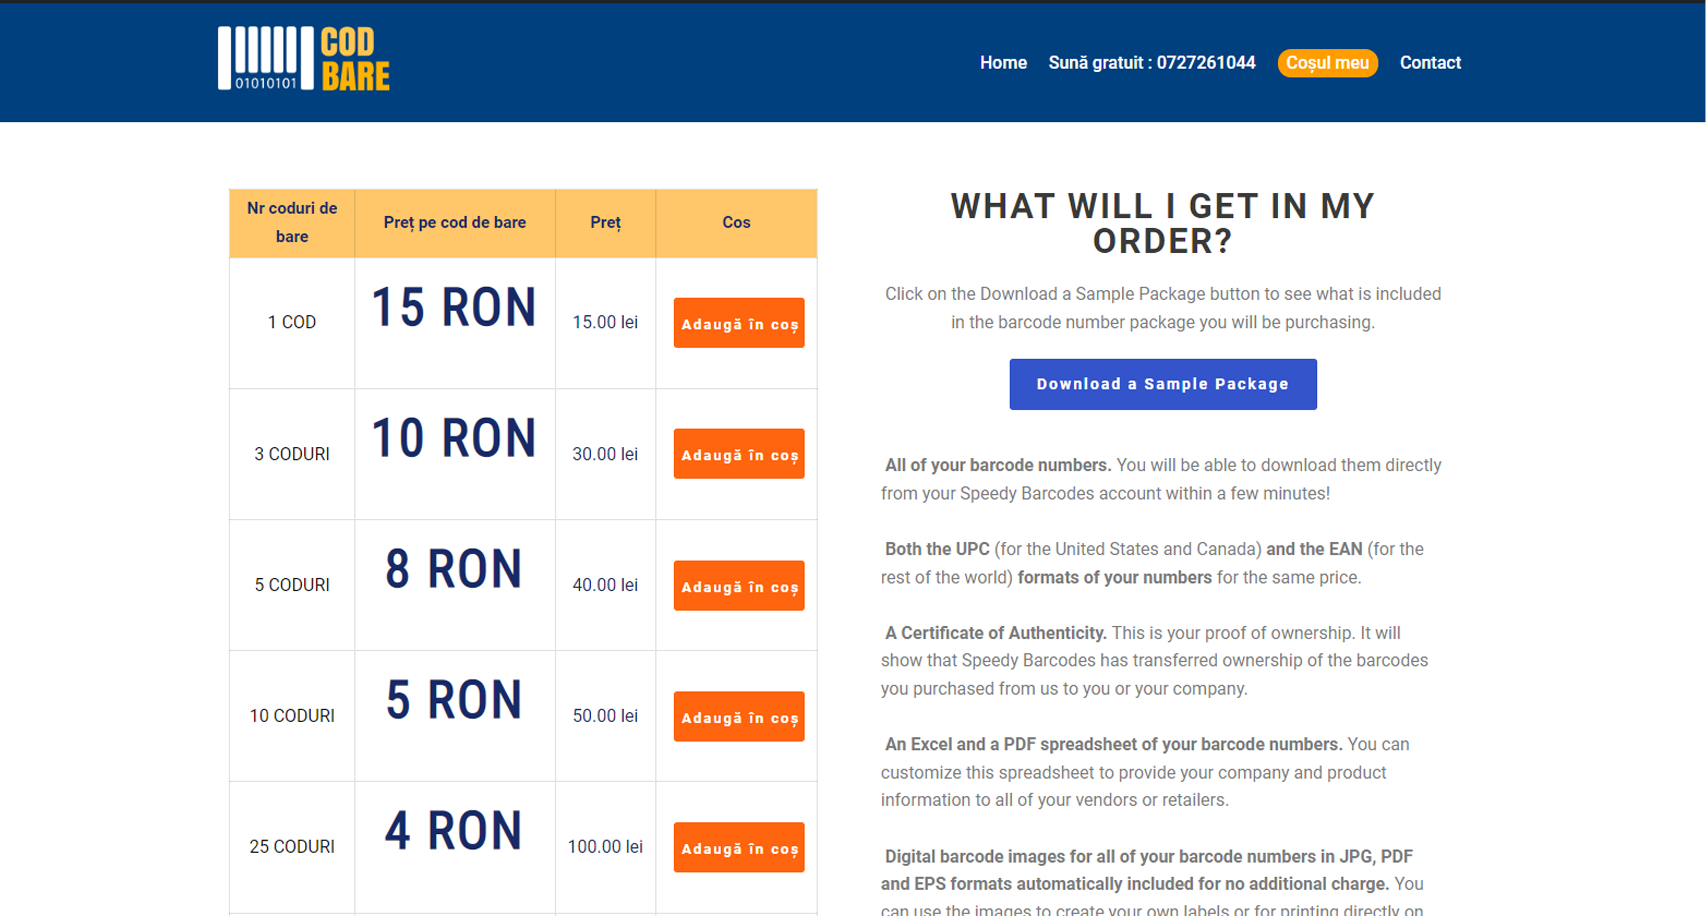 01010101
COD
BARE
Home Sună gratuit : 0727261044 Coșul meu Contact
Nr coduri de
bare
Preț pe cod de bare
Preț
Cos
1 COD
15 RON
15.00 lei
Adaugă în coș
3 CODURI
10 RON
30.00 lei
Adaugă în coș
5 CODURI
8 RON
40.00 lei
Adaugă în coș
10 CODURI
5 RON
50.00 lei
Adaugă în coș
25 CODURI
4 RON
100.00 lei
Adaugă în coș
WHAT WILL I GET IN MY
ORDER?
Click on the Download a Sample Package button to see what is included
in the barcode number package you will be purchasing.
Download a Sample Package
All of your barcode numbers. You will be able to download them directly
from your Speedy Barcodes account within a few minutes!
Both the UPC (for the United States and Canada) and the EAN (for the
rest of the world) formats of your numbers for the same price.
A Certificate of Authenticity. This is your proof of ownership. It will
show that Speedy Barcodes has transferred ownership of the barcodes
you purchased from us to you or your company.
An Excel and a PDF spreadsheet of your barcode numbers. You can
customize this spreadsheet to provide your company and product
information to all of your vendors or retailers.
Digital barcode images for all of your barcode numbers in JPG, PDF
and EPS formats automatically included for no additional charge. You
can use the images to create your own labels or for printing directly on